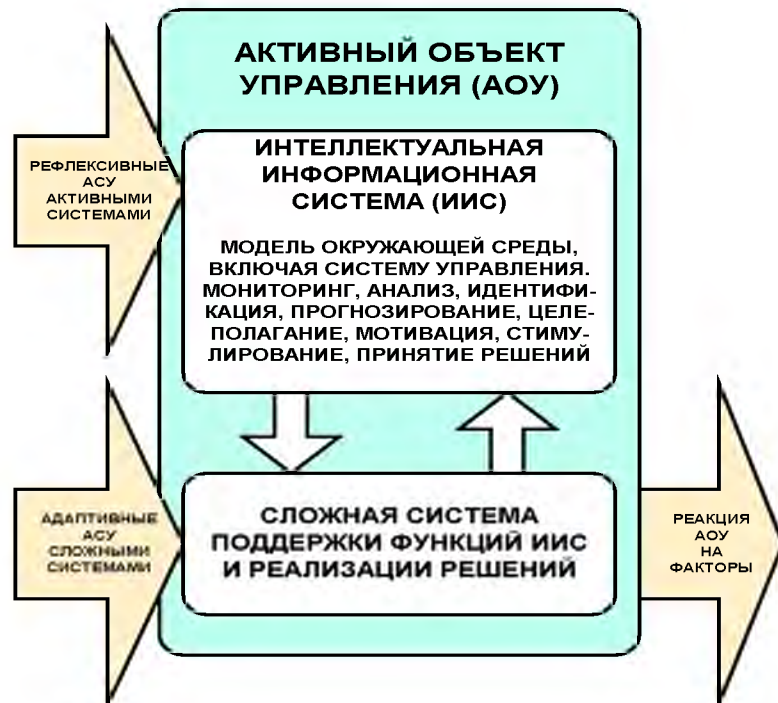 АКТИВНЫЙ ОБЪЕКТ
УПРАВЛЕНИЯ (АОУ)
ИНТЕЛЛЕКТУАЛЬНАЯ
ИНФОРМАЦИОННАЯ
СИСТЕМА (ИИС)
МОДЕЛЬ ОКРУЖАЮЩЕЙ СРЕДЫ,
ВКЛЮЧАЯ СИСТЕМУ УПРАВЛЕНИЯ.
МОНИТОРИНГ, АНАЛИЗ, ИДЕНТИФИ-
КАЦИЯ, ПРОГНОЗИРОВАНИЕ, ЦЕЛЕ-
ПОЛАГАНИЕ, МОТИВАЦИЯ, СТИМУ-
ЛИРОВАНИЕ, ПРИНЯТИЕ РЕШЕНИЙ
РЕФЛЕКСИВНЫЕ
АСУ
АКТИВНЫМИ
СИСТЕМАМИ
АДАПТИВНЫЕ
АСУ
СЛОЖНЫМИ
СИСТЕМАМИ
СЛОЖНАЯ СИСТЕМА
ПОДДЕРЖКИ ФУНКЦИЙ ИИС
И РЕАЛИЗАЦИИ РЕШЕНИЙ
РЕАКЦИЯ
АОУ
НА
ФАКТОРЫ